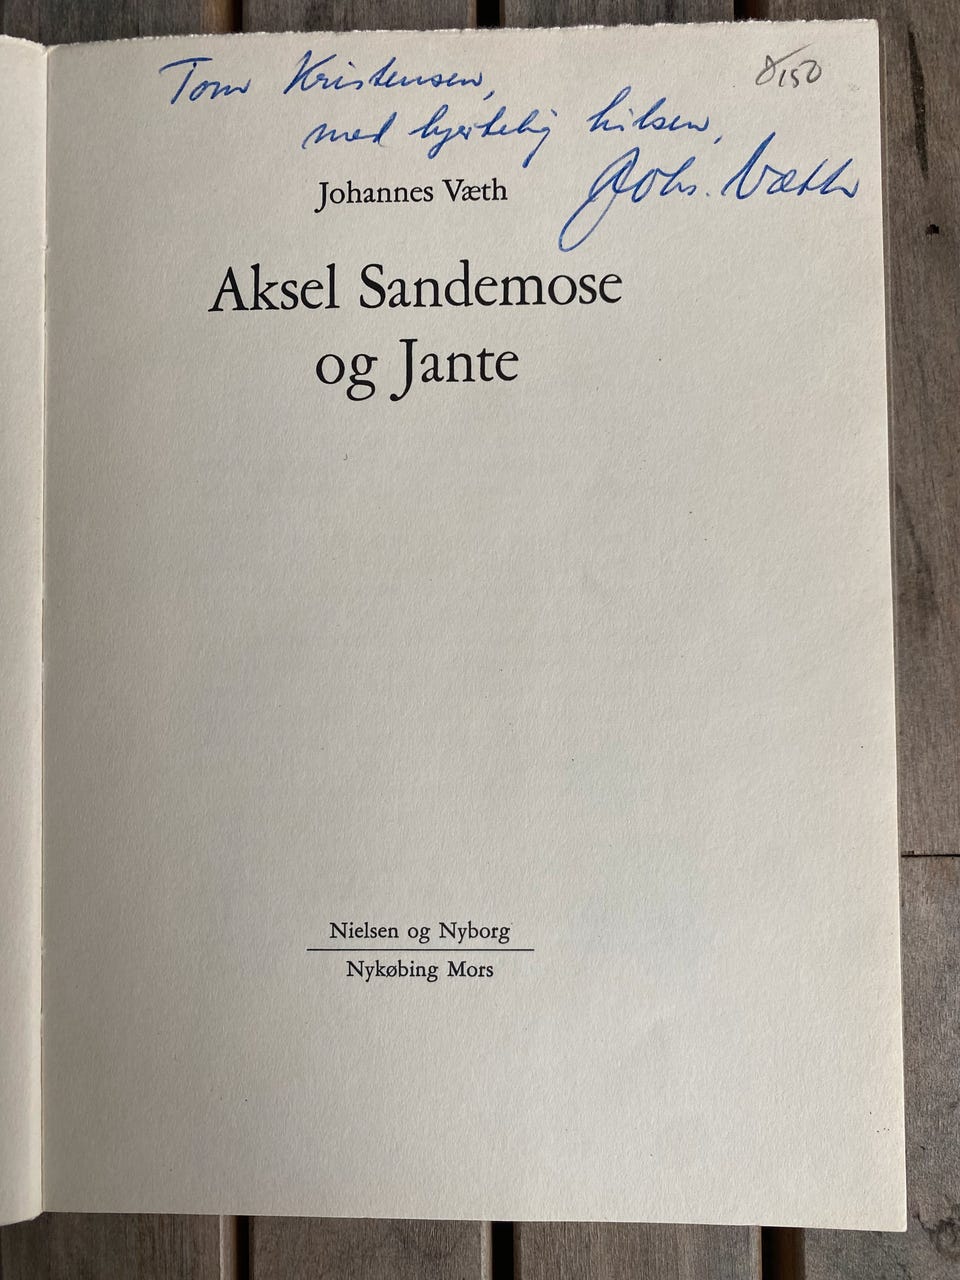 Tom Kristensen,
med hjertelig hilsen,
Johs. Væth
Johannes Væth
Aksel Sandemose
og Jante
Nielsen og Nyborg
Nykøbing Mors